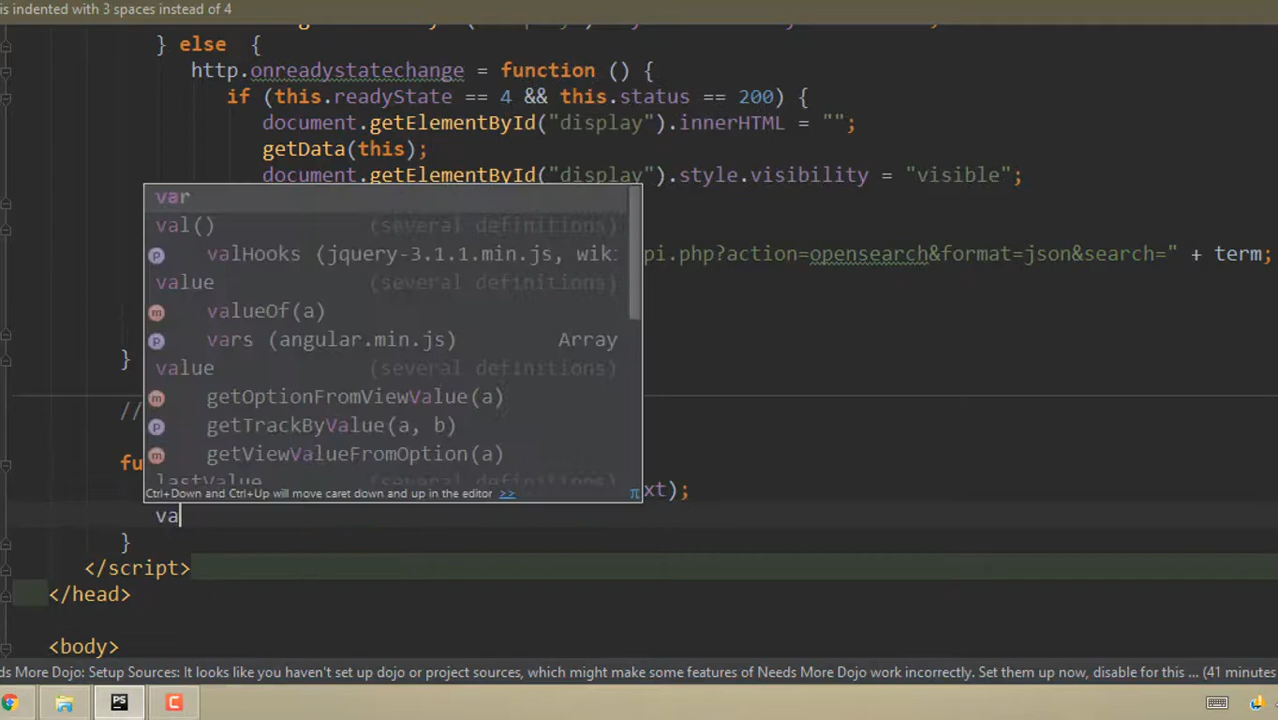 is indented with 3 spaces instead of 4
} else {
http.onreadystatechange = function () {
if (this.readyState == 4 && this.status == 200) {
document.getElementById("display").innerHTML = "";
getData(this);
document.getElementById("display").style.visibility = "visible";
var
val() (several definitions)
p valHooks (jquery-3.1.1.min.js, wik: pi.php?action=opensearch&format=json&search=" + term;
value (several definitions)
m valueOf(a)
p vars (angular.min.js) Array
} value (several definitions)
m getOptionFromViewValue(a)
// p getTrackByValue(a, b)
fu m getViewValueFromOption(a)
lastValue (several definitions)
Ctrl+Down and Ctrl+Up will move caret down and up in the editor >> π xt);
va
}
</script>
</head>
<body>
s More Dojo: Setup Sources: It looks like you haven't set up dojo or project sources, which might make some features of Needs More Dojo work incorrectly. Set them up now, disable for this ... (41 minutes
PS C